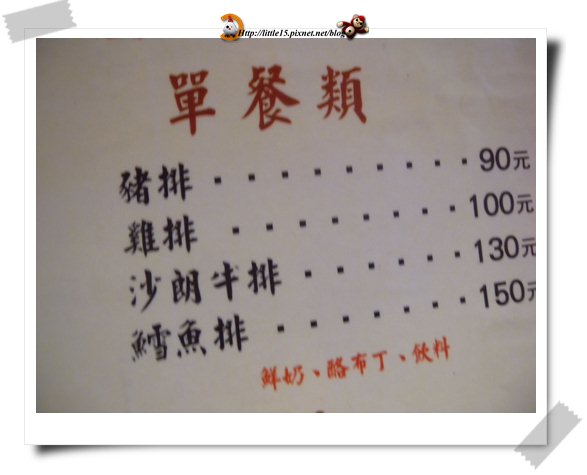 Http://little15.pixnet.net/blog
單餐類
豬排 ········· 90元
雞排 ········ 100元
沙朗牛排 ······ 130元
鱈魚排 ······· 150元
鮮奶、酪布丁、飲料